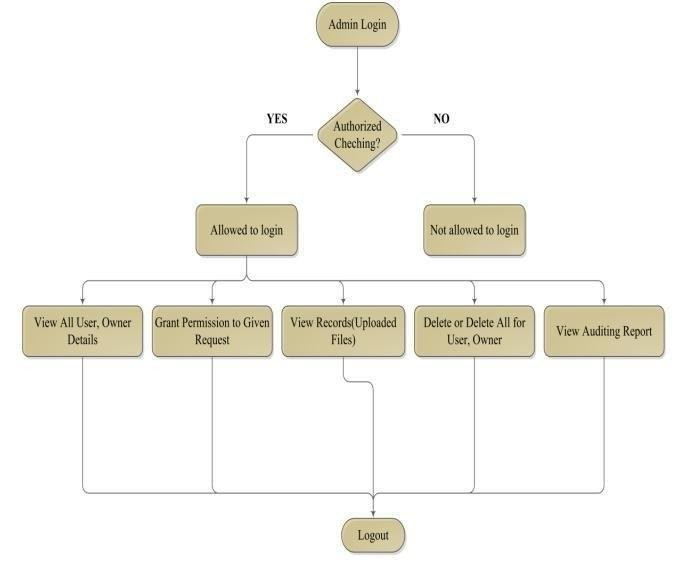 Admin Login
Authorized
Cheching?
YES
NO
Allowed to login
Not allowed to login
View All User, Owner
Details
Grant Permission to Given
Request
View Records(Uploaded
Files)
Delete or Delete All for
User, Owner
View Auditing Report
Logout